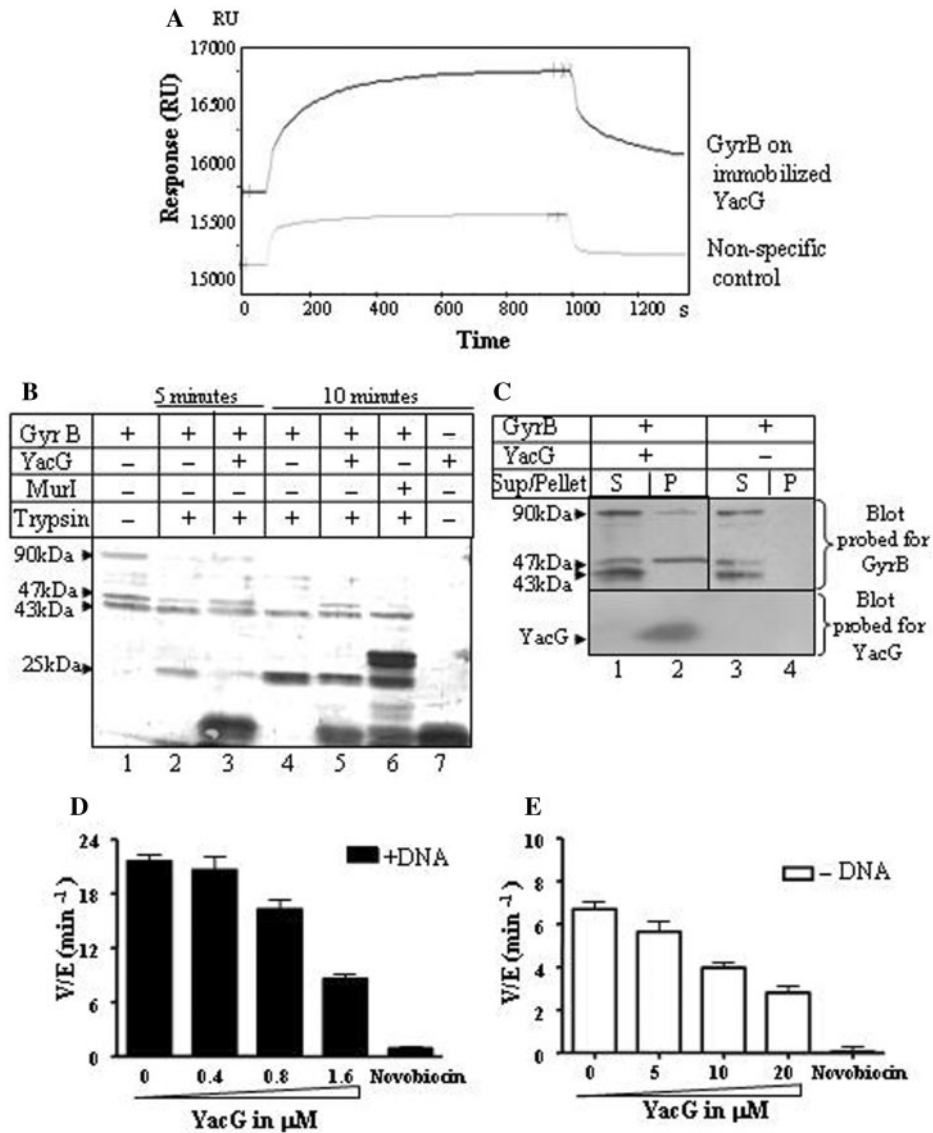 A
RU
Response (RU)
17000
16500
16000
15500
15000
0 200 400 600 800 1000 1200 s
Time
GyrB on
immobilized
YacG
Non-specific
control
B
5 minutes 10 minutes
Gyr B + + + + + + –
YacG – – + – + – +
MurI – – – – – + –
Trypsin – + + + + + –
90kDa
47kDa
43kDa
25kDa
1 2 3 4 5 6 7
C
GyrB + +
YacG + –
Sup/Pellet S P S P
90kDa
47kDa
43kDa
Blot
probed for
GyrB
YacG
Blot
probed for
YacG
1 2 3 4
D
V/E (min -1)
24
18
12
6
0
+DNA
0 0.4 0.8 1.6 Novobiocin
YacG in μM
E
V/E (min -1)
10
8
6
4
2
0
– DNA
0 5 10 20 Novobiocin
YacG in μM